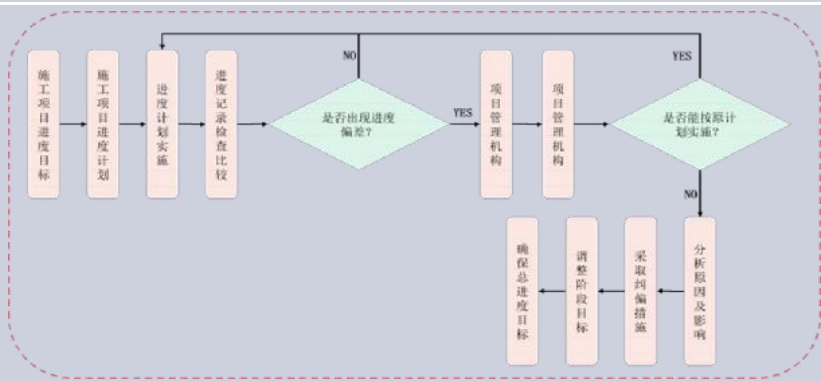 施工项目进度目标
施工项目进度计划
进度计划实施
进度记录检查比较
NO
是否出现进度
偏差?
YES
项目管理机构
项目管理机构
YES
是否能按原计
划实施?
NO
分析原因及影响
采取纠偏措施
调整阶段目标
确保总进度目标